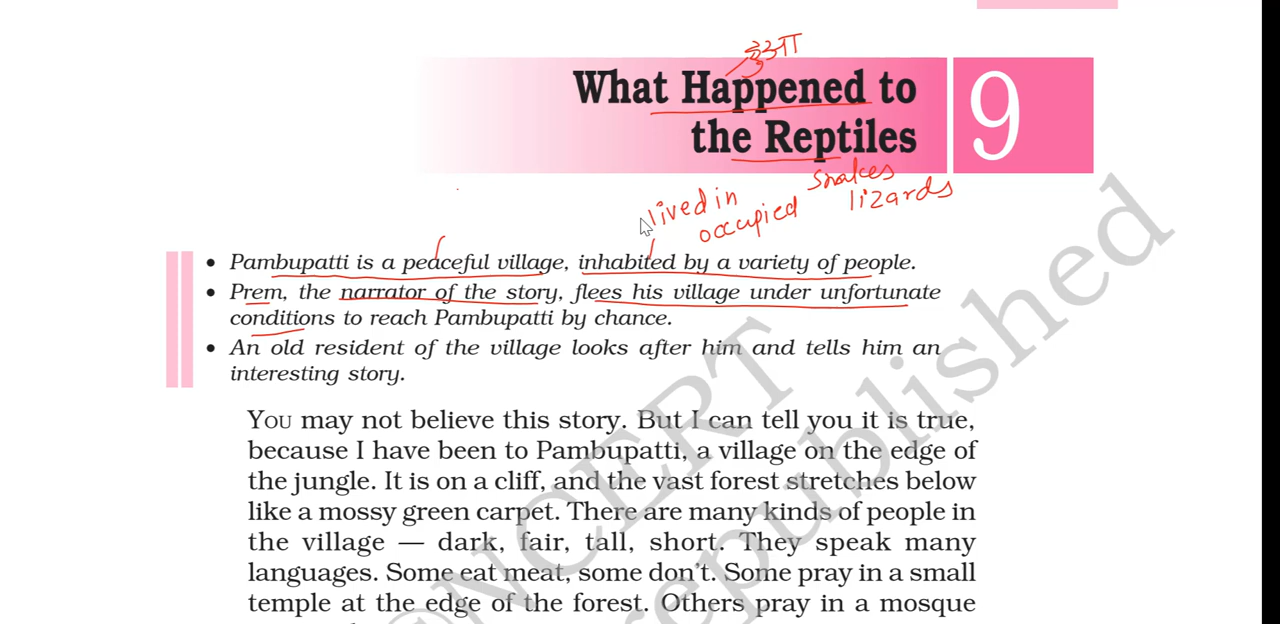 हुआ
What Happened to
the Reptiles
9
snakes
lizards
lived in
occupied
• Pambupatti is a peaceful village, inhabited by a variety of people.
• Prem, the narrator of the story, flees his village under unfortunate
conditions to reach Pambupatti by chance.
• An old resident of the village looks after him and tells him an
interesting story.
YOU may not believe this story. But I can tell you it is true,
because I have been to Pambupatti, a village on the edge of
the jungle. It is on a cliff, and the vast forest stretches below
like a mossy green carpet. There are many kinds of people in
the village — dark, fair, tall, short. They speak many
languages. Some eat meat, some don't. Some pray in a small
temple at the edge of the forest. Others pray in a mosque
©NCERT
republished